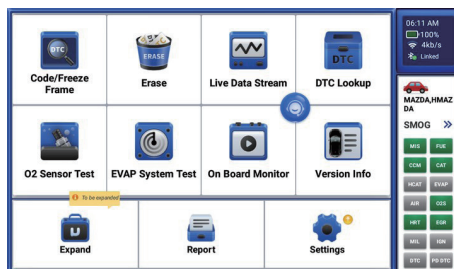 06:11 AM
100%
4kb/s
Linked
DTC
ERASE
DTC
Code/Freeze
Frame
Erase
Live Data Stream
DTC Lookup
MAZDA,HMAZ
DA
SMOG »
O2 Sensor Test
EVAP System Test
On Board Monitor
Version Info
MIS FUE
CCM CAT
HCAT EVAP
AIR O2S
HRT EGR
MIL IGN
DTC PD DTC
To be expanded
U
Expand
Report
Settings